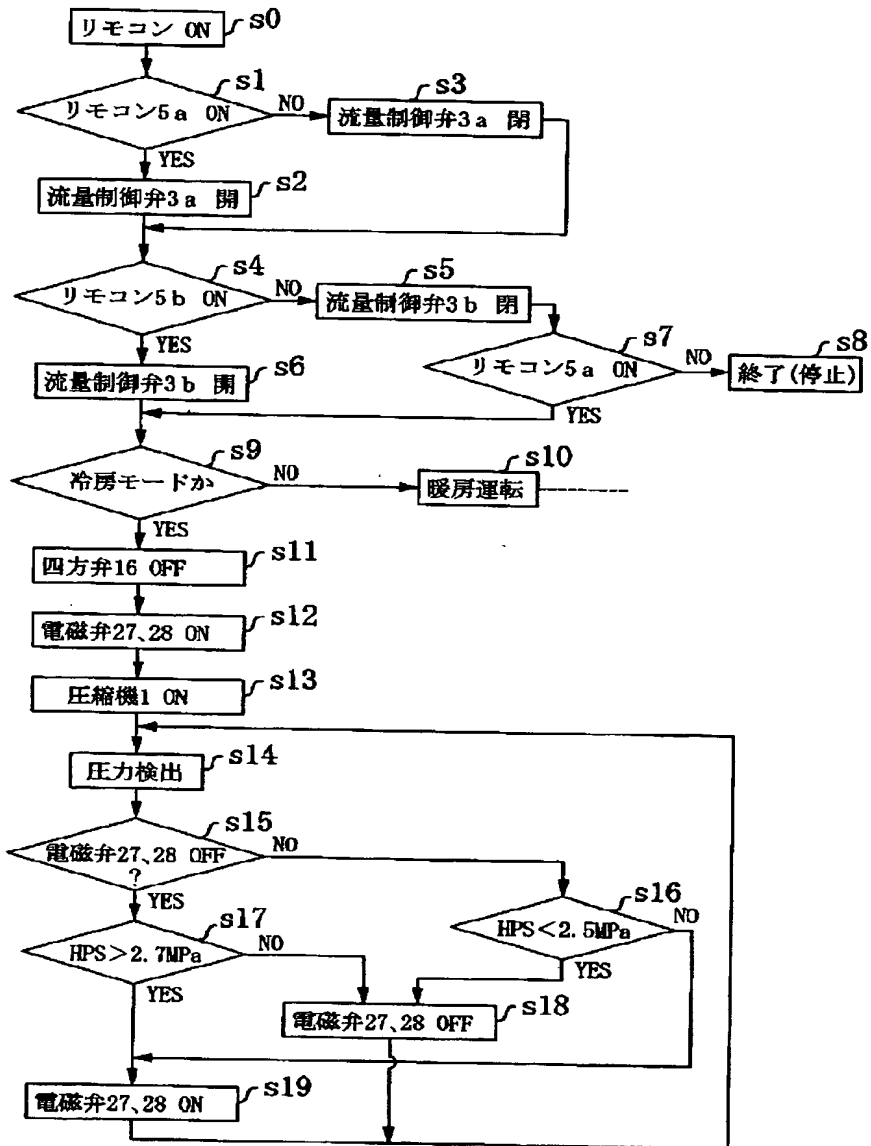 リモコン ON
s0
s1
リモコン5a ON
NO
s3
流量制御弁3a 閉
YES
s2
流量制御弁3a 開
s4
リモコン5b ON
NO
s5
流量制御弁3b 閉
YES
s6
流量制御弁3b 開
s7
リモコン5a ON
NO
s8
終了(停止)
YES
s9
冷房モードか
NO
s10
暖房運転
YES
s11
四方弁16 OFF
s12
電磁弁27、28 ON
s13
圧縮機1 ON
s14
圧力検出
s15
電磁弁27、28 OFF
?
NO
YES
s16
HPS<2.5MPa
NO
YES
s17
HPS>2.7MPa
NO
YES
s18
電磁弁27、28 OFF
s19
電磁弁27、28 ON